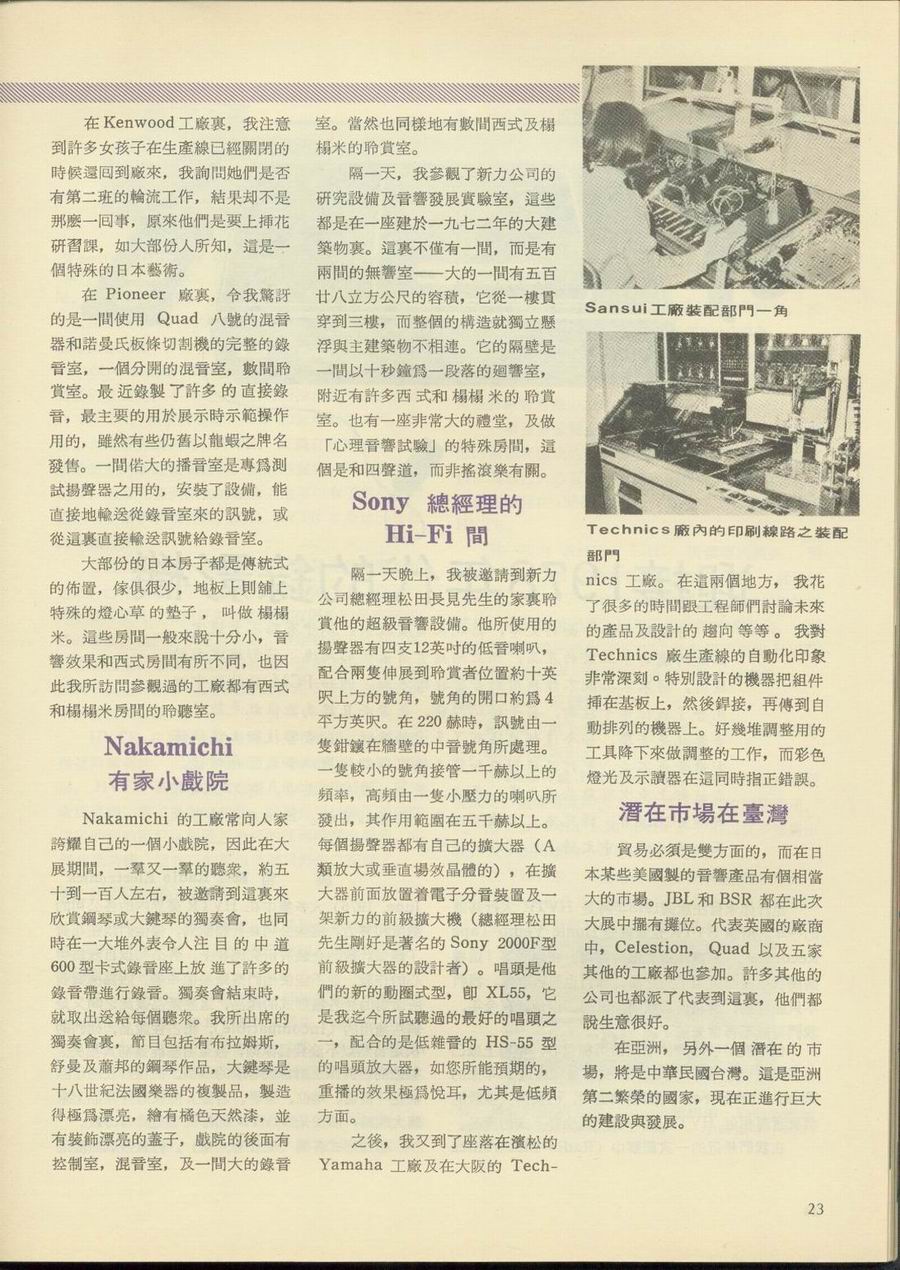 在 Kenwood 工廠裏，我注意
到許多女孩子在生產線已經關閉的
時候還回到廠來，我詢問她們是否
有第二班的輪流工作，結果却不是
那麼一回事，原來他們是要上揷花
研習課，如大部份人所知，這是一
個特殊的日本藝術。
在 Pioneer 廠裏，令我驚訝
的是一間使用 Quad 八號的混音
器和諾曼氏板條切割機的完整的錄
音室，一個分開的混音室，數間聆
賞室。最近錄製了許多的直接錄
音，最主要的用於展示時示範操作
用的，雖然有些仍舊以龍蝦之牌名
發售。一間偌大的播音室是專爲測
試揚聲器之用的，安裝了設備，能
直接地輸送從錄音室來的訊號，或
從這裏直接輸送訊號給錄音室。
大部份的日本房子都是傳統式
的佈置，傢俱很少，地板上則舖上
特殊的燈心草的墊子，叫做榻榻
米。這些房間一般來說十分小，音
響效果和西式房間有所不同，也因
此我所訪問參觀過的工廠都有西式
和榻榻米房間的聆聽室。
Nakamichi
有家小戲院
Nakamichi 的工廠常向人家
誇耀自己的一個小戲院，因此在大
展期間，一羣又一羣的聽衆，約五
十到一百人左右，被邀請到這裏來
欣賞鋼琴或大鍵琴的獨奏會，也同
時在一大堆外表令人注目的中道
600 型卡式錄音座上放進了許多的
錄音帶進行錄音。獨奏會結束時，
就取出送給每個聽衆。我所出席的
獨奏會裏，節目包括有布拉姆斯，
舒曼及蕭邦的鋼琴作品，大鍵琴是
十八世紀法國樂器的複製品，製造
得極爲漂亮，繪有橘色天然漆，並
有裝飾漂亮的蓋子，戲院的後面有
控制室，混音室，及一間大的錄音
室。當然也同樣地有數間西式及榻
榻米的聆賞室。
隔一天，我參觀了新力公司的
研究設備及音響發展實驗室，這些
都是在一座建於一九七二年的大建
築物裏。這裏不僅有一間，而是有
兩間的無響室——大的一間有五百
廿八立方公尺的容積，它從一樓貫
穿到三樓，而整個的構造就獨立懸
浮與主建築物不相連。它的隔壁是
一間以十秒鐘爲一段落的廻響室，
附近有許多西式和榻榻米的聆賞
室。也有一座非常大的禮堂，及做
「心理音響試驗」的特殊房間，這
個是和四聲道，而非搖滾樂有關。
Sony 總經理的
Hi-Fi 間
隔一天晚上，我被邀請到新力
公司總經理松田長見先生的家裏聆
賞他的超級音響設備。他所使用的
揚聲器有四支12英吋的低音喇叭，
配合兩隻伸展到聆賞者位置約十英
呎上方的號角，號角的開口約爲 4
平方英呎。在 220 赫時，訊號由一
隻鉗鑲在牆壁的中音號角所處理。
一隻較小的號角接管一千赫以上的
頻率，高頻由一隻小壓力的喇叭所
發出，其作用範圍在五千赫以上。
每個揚聲器都有自己的擴大器（A
類放大或垂直場效晶體的），在擴
大器前面放置着電子分音裝置及一
架新力的前級擴大機（總經理松田
先生剛好是著名的 Sony 2000F型
前級擴大器的設計者）。唱頭是他
們的新的動圈式型，卽 XL55，它
是我迄今所試聽過的最好的唱頭之
一，配合的是低雜音的 HS-55 型
的唱頭放大器，如您所能預期的，
重播的效果極爲悅耳，尤其是低頻
方面。
之後，我又到了座落在濱松的
Yamaha 工廠及在大阪的 Tech-
Sansui工廠裝配部門一角
Technics廠內的印刷線路之裝配
部門
nics 工廠。在這兩個地方，我花
了很多的時間跟工程師們討論未來
的產品及設計的趨向等等。我對
Technics 廠生產線的自動化印象
非常深刻。特別設計的機器把組件
揷在基板上，然後銲接，再傳到自
動排列的機器上。好幾堆調整用的
工具降下來做調整的工作，而彩色
燈光及示讀器在這同時指正錯誤。
潛在市場在臺灣
貿易必須是雙方面的，而在日
本某些美國製的音響產品有個相當
大的市場。JBL 和 BSR 都在此次
大展中擺有攤位。代表英國的廠商
中，Celestion， Quad 以及五家
其他的工廠都也參加。許多其他的
公司也都派了代表到這裏，他們都
說生意很好。
在亞洲，另外一個潛在的市
場，將是中華民國台灣。這是亞洲
第二繁榮的國家，現在正進行巨大
的建設與發展。
23